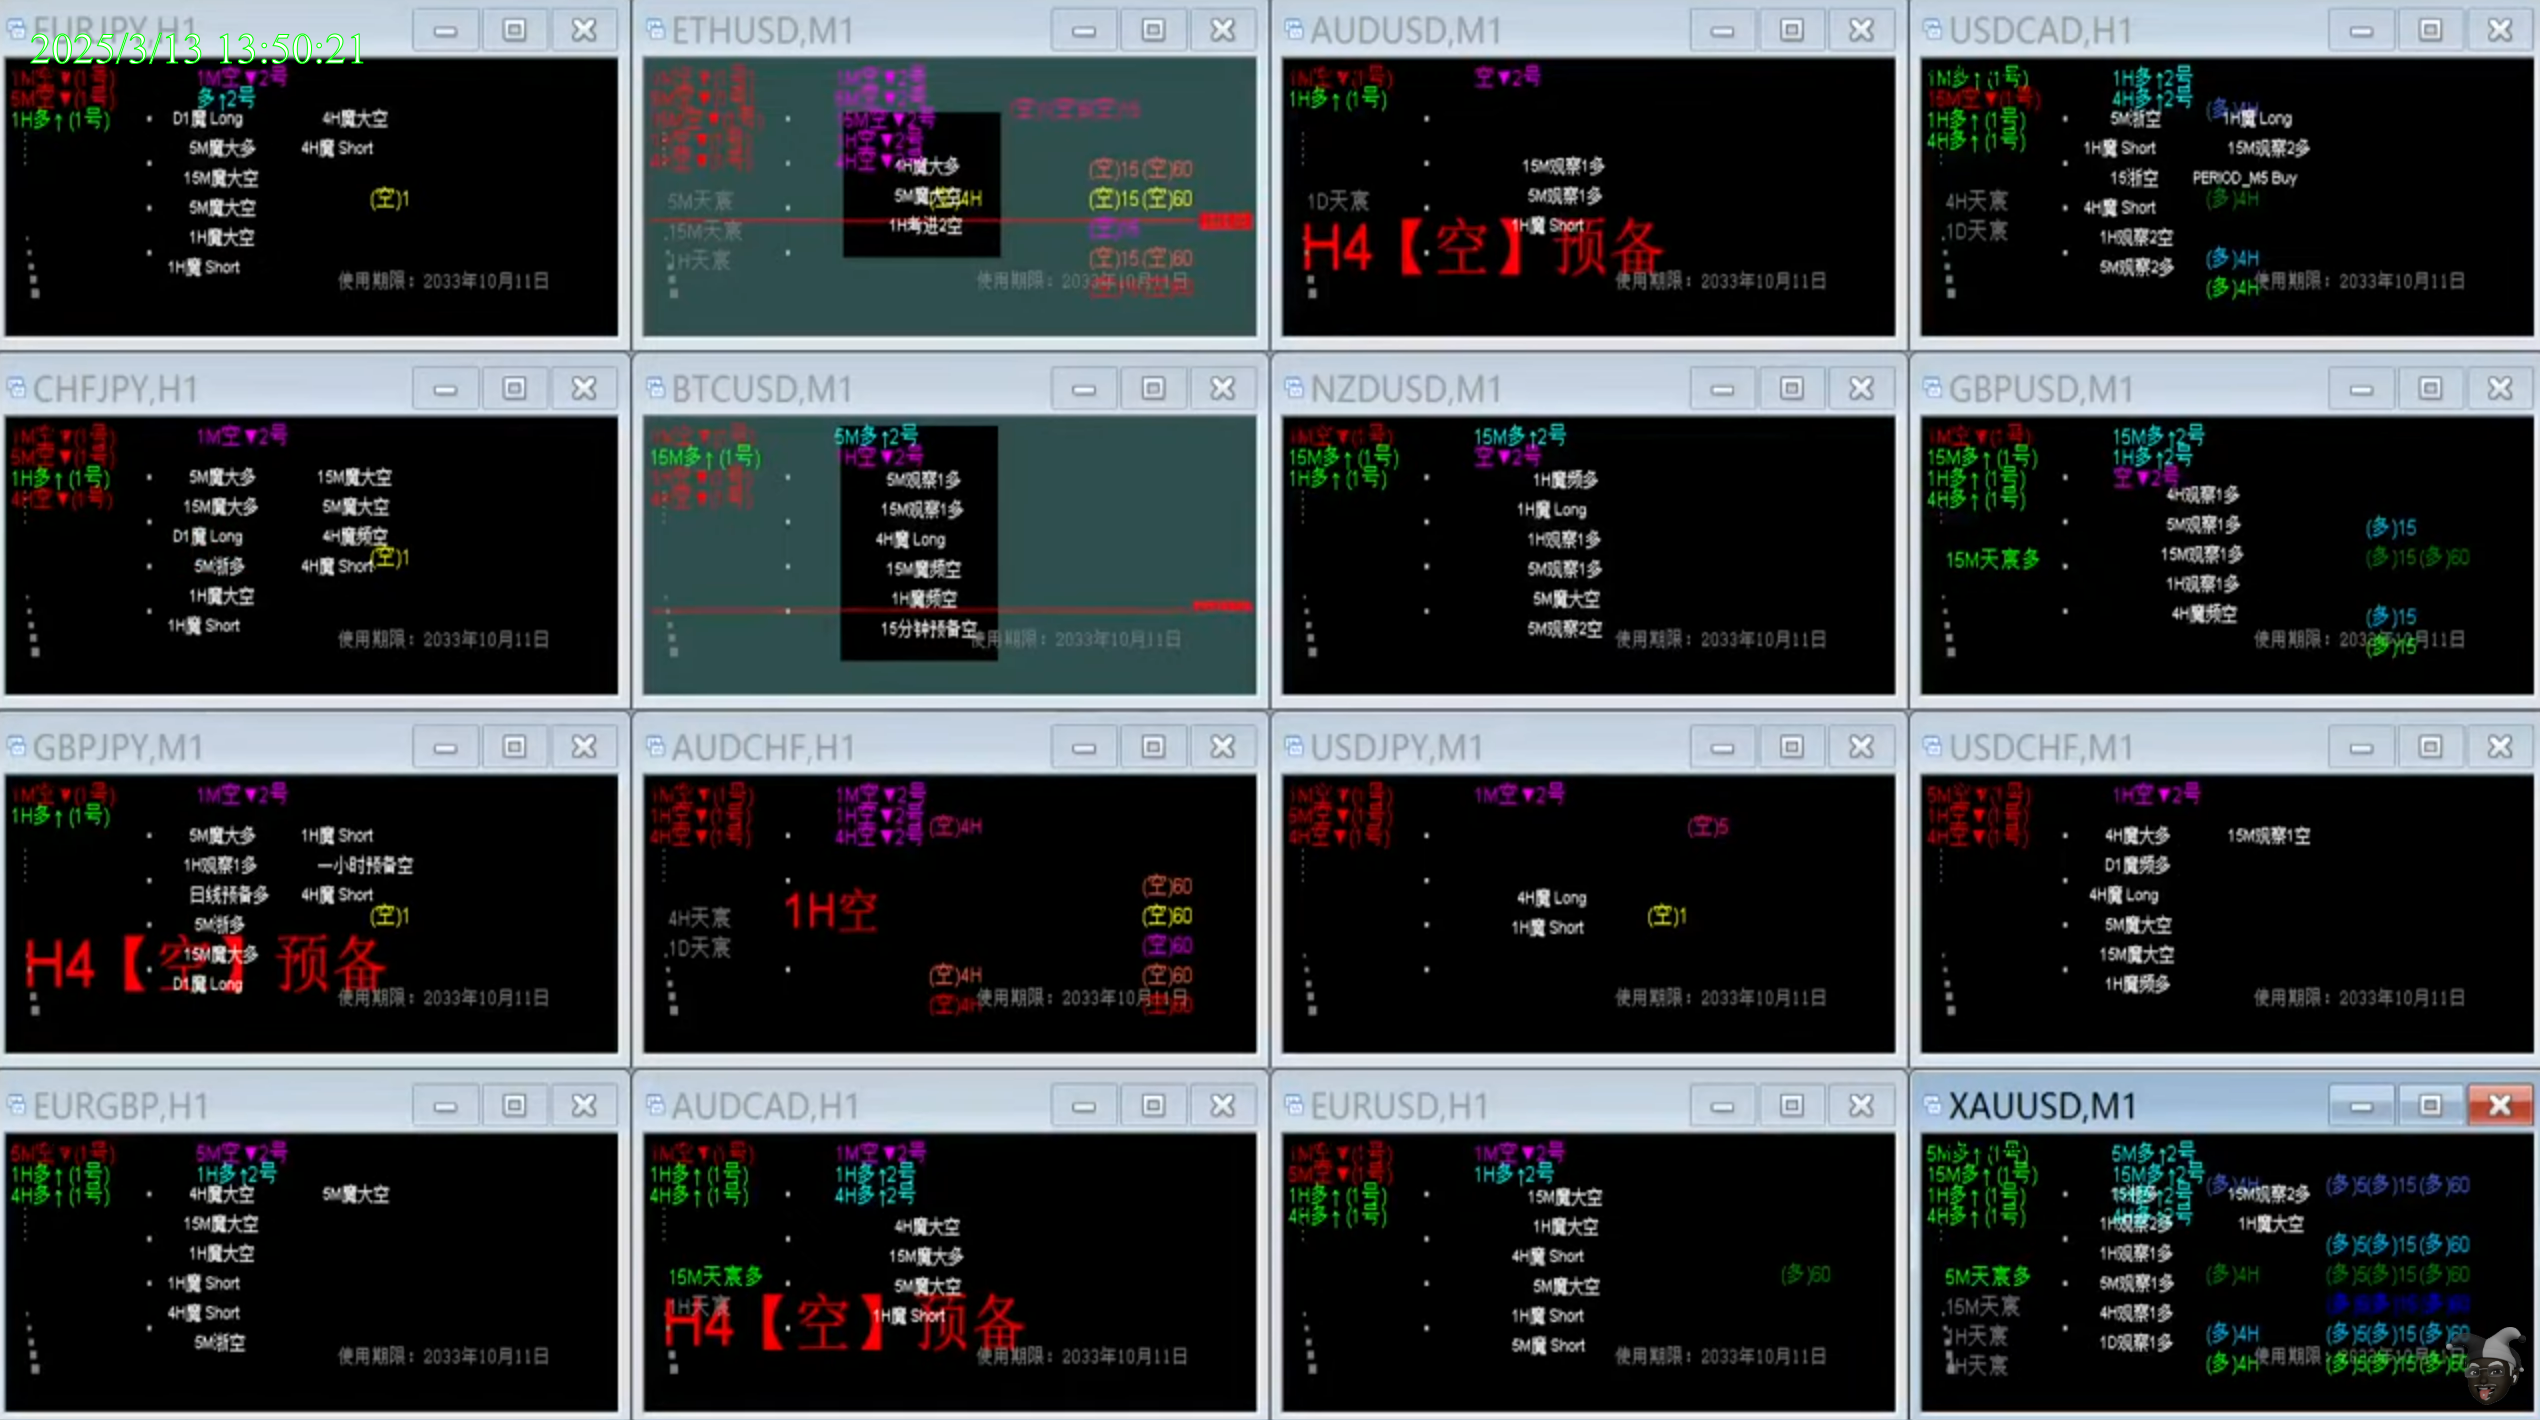 EURJPY,H1
2025/3/13 13:50:21
1M空▼(1号) 1M空▼2号
5M空▼(1号) 多↑2号
1H多↑(1号) D1魔 Long 4H魔大空
5M魔大多 4H魔 Short
15M魔大空
5M魔大空 (空)1
1H魔大空
1H魔 Short
使用期限：2033年10月11日
ETHUSD,M1
1M空▼2号
5M空▼2号
15M空▼2号
1H空▼2号
4H空▼2号
4H魔大多 (空)15(空)60
5M天宸 5M魔大空 4H (空)15(空)60
.15M天宸 1H考进2空
1H天宸 (空)15(空)60
使用期限：2033年10月11日
AUDUSD,M1
1M空▼(1号) 空▼2号
1H多↑(1号)
15M观察1多
1D天宸 5M观察1多
1H魔 Short
H4【空】预备
使用期限：2033年10月11日
USDCAD,H1
1M多↑(1号) 1H多↑2号
15M空▼(1号) 4H多↑2号 (多)4H
1H多↑(1号) 5M浙空 1H魔 Long
4H多↑(1号) 1H魔 Short 15M观察2多
15浙空 PERIOD_M5 Buy
4H天宸 4H魔 Short (多)4H
.1D天宸 1H观察2空
5M观察2多 (多)4H
(多)4H
使用期限：2033年10月11日
CHFJPY,H1
1M空▼(1号) 1M空▼2号
5M空▼(1号)
1H多↑(1号) 5M魔大多 15M魔大空
4H空▼(1号) 15M魔大多 5M魔大空
D1魔 Long 4H魔频空
5M浙多 4H魔 Short (空)1
1H魔大空
1H魔 Short
使用期限：2033年10月11日
BTCUSD,M1
5M多↑2号
15M多↑(1号) 1H空▼2号
5M观察1多
15M观察1多
4H魔 Long
15M魔频空
1H魔频空
15分钟预备空
使用期限：2033年10月11日
NZDUSD,M1
1M空▼(1号) 15M多↑2号
15M多↑(1号) 空▼2号
1H多↑(1号) 1H魔频多
1H魔 Long
1H观察1多
5M观察1多
5M魔大空
5M观察2空
使用期限：2033年10月11日
GBPUSD,M1
1M空▼(1号) 15M多↑2号
15M多↑(1号) 1H多↑2号
1H多↑(1号) 空▼2号
4H多↑(1号) 4H观察1多
5M观察1多 (多)15
15M天宸多 15M观察1多 (多)15(多)60
1H观察1多
4H魔频空 (多)15
(多)15
使用期限：2033年10月11日
GBPJPY,M1
1M空▼(1号) 1M空▼2号
1H多↑(1号)
5M魔大多 1H魔 Short
1H观察1多 一小时预备空
日线预备多 4H魔 Short
5M浙多 (空)1
15M魔大多
H4【空】预备
D1魔 Long
使用期限：2033年10月11日
AUDCHF,H1
1M空▼(1号) 1M空▼2号
1H空▼(1号) 1H空▼2号
4H空▼(1号) 4H空▼2号 (空)4H
(空)60
4H天宸 1H空 (空)60
.1D天宸 (空)60
(空)4H (空)60
(空)4H (空)60
使用期限：2033年10月11日
USDJPY,M1
1M空▼(1号) 1M空▼2号
5M空▼(1号)
4H空▼(1号) (空)5
4H魔 Long
1H魔 Short (空)1
使用期限：2033年10月11日
USDCHF,M1
5M空▼(1号) 1H空▼2号
1H空▼(1号)
4H空▼(1号) 4H魔大多 15M观察1空
D1魔频多
4H魔 Long
5M魔大空
15M魔大空
1H魔频多
使用期限：2033年10月11日
EURGBP,H1
5M空▼(1号) 5M空▼2号
1H多↑(1号) 1H多↑2号
4H多↑(1号) 4H魔大空 5M魔大空
15M魔大空
1H魔大空
1H魔 Short
4H魔 Short
5M浙空
使用期限：2033年10月11日
AUDCAD,H1
1M空▼(1号) 1M空▼2号
1H多↑(1号) 1H多↑2号
4H多↑(1号) 4H多↑2号
4H魔大空
15M魔大多
15M天宸多 5M魔大空
1H天宸 1H魔 Short
H4【空】预备
使用期限：2033年10月11日
EURUSD,H1
1M空▼(1号) 1M空▼2号
5M空▼(1号) 1H多↑2号
1H多↑(1号) 15M魔大空
4H多↑(1号) 1H魔大空
4H魔 Short
5M魔大空 (多)60
1H魔 Short
5M魔 Short
使用期限：2033年10月11日
XAUUSD,M1
5M多↑(1号) 5M多↑2号
15M多↑(1号) 15M多↑2号
1H多↑(1号) (多)4H 15M观察2多 (多)5(多)15(多)60
4H多↑(1号) 1H观察2多 1H魔大空
1H观察1多 (多)5(多)15(多)60
5M天宸多 5M观察1多 (多)4H (多)5(多)15(多)60
.15M天宸 4H观察1多 (多)5(多)15(多)60
1H天宸 1D观察1多 (多)4H (多)5(多)15(多)60
4H天宸 (多)4H (多)5(多)15(多)60
使用期限